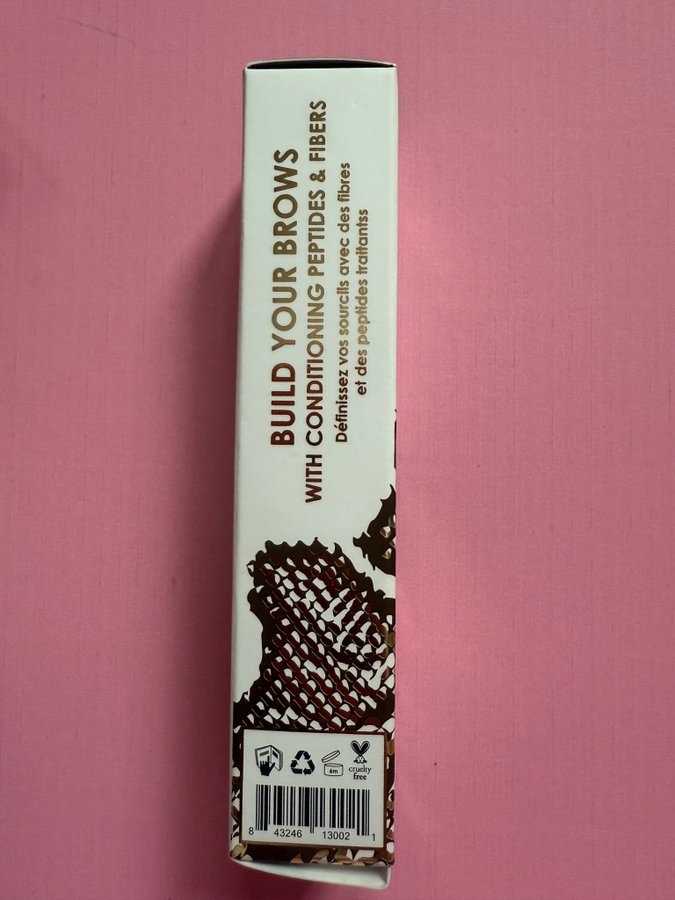 BUILD YOUR BROWS
WITH CONDITIONING PEPTIDES & FIBERS
Définissez vos sourcils avec des fibres
et des peptides traitantss
6m
cruelty
free
8 43246 13002 1